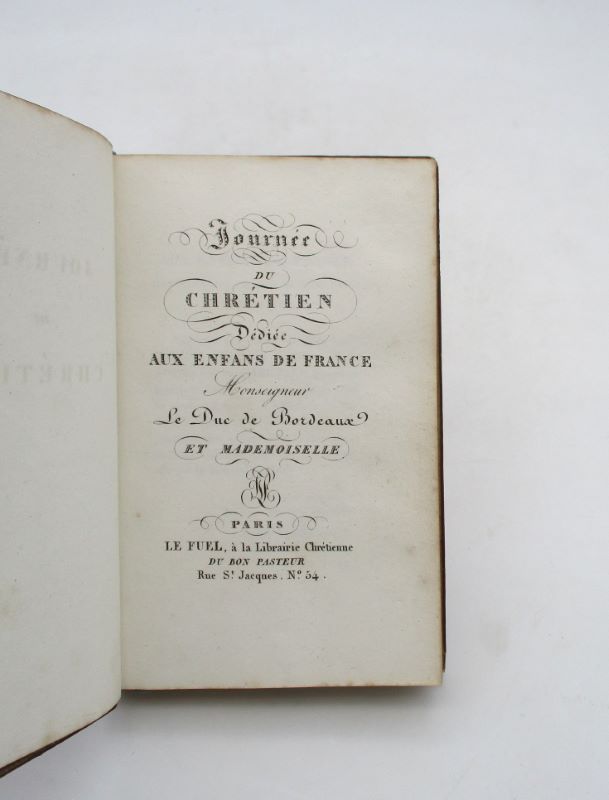 Journée
DU
CHRÉTIEN
Dédiée
AUX ENFANS DE FRANCE
Monseigneur
Le Duc de Bordeaux
ET MADEMOISELLE
PARIS
LE FUEL, à la Librairie Chrétienne
DU BON PASTEUR
Rue St. Jacques. No. 54.